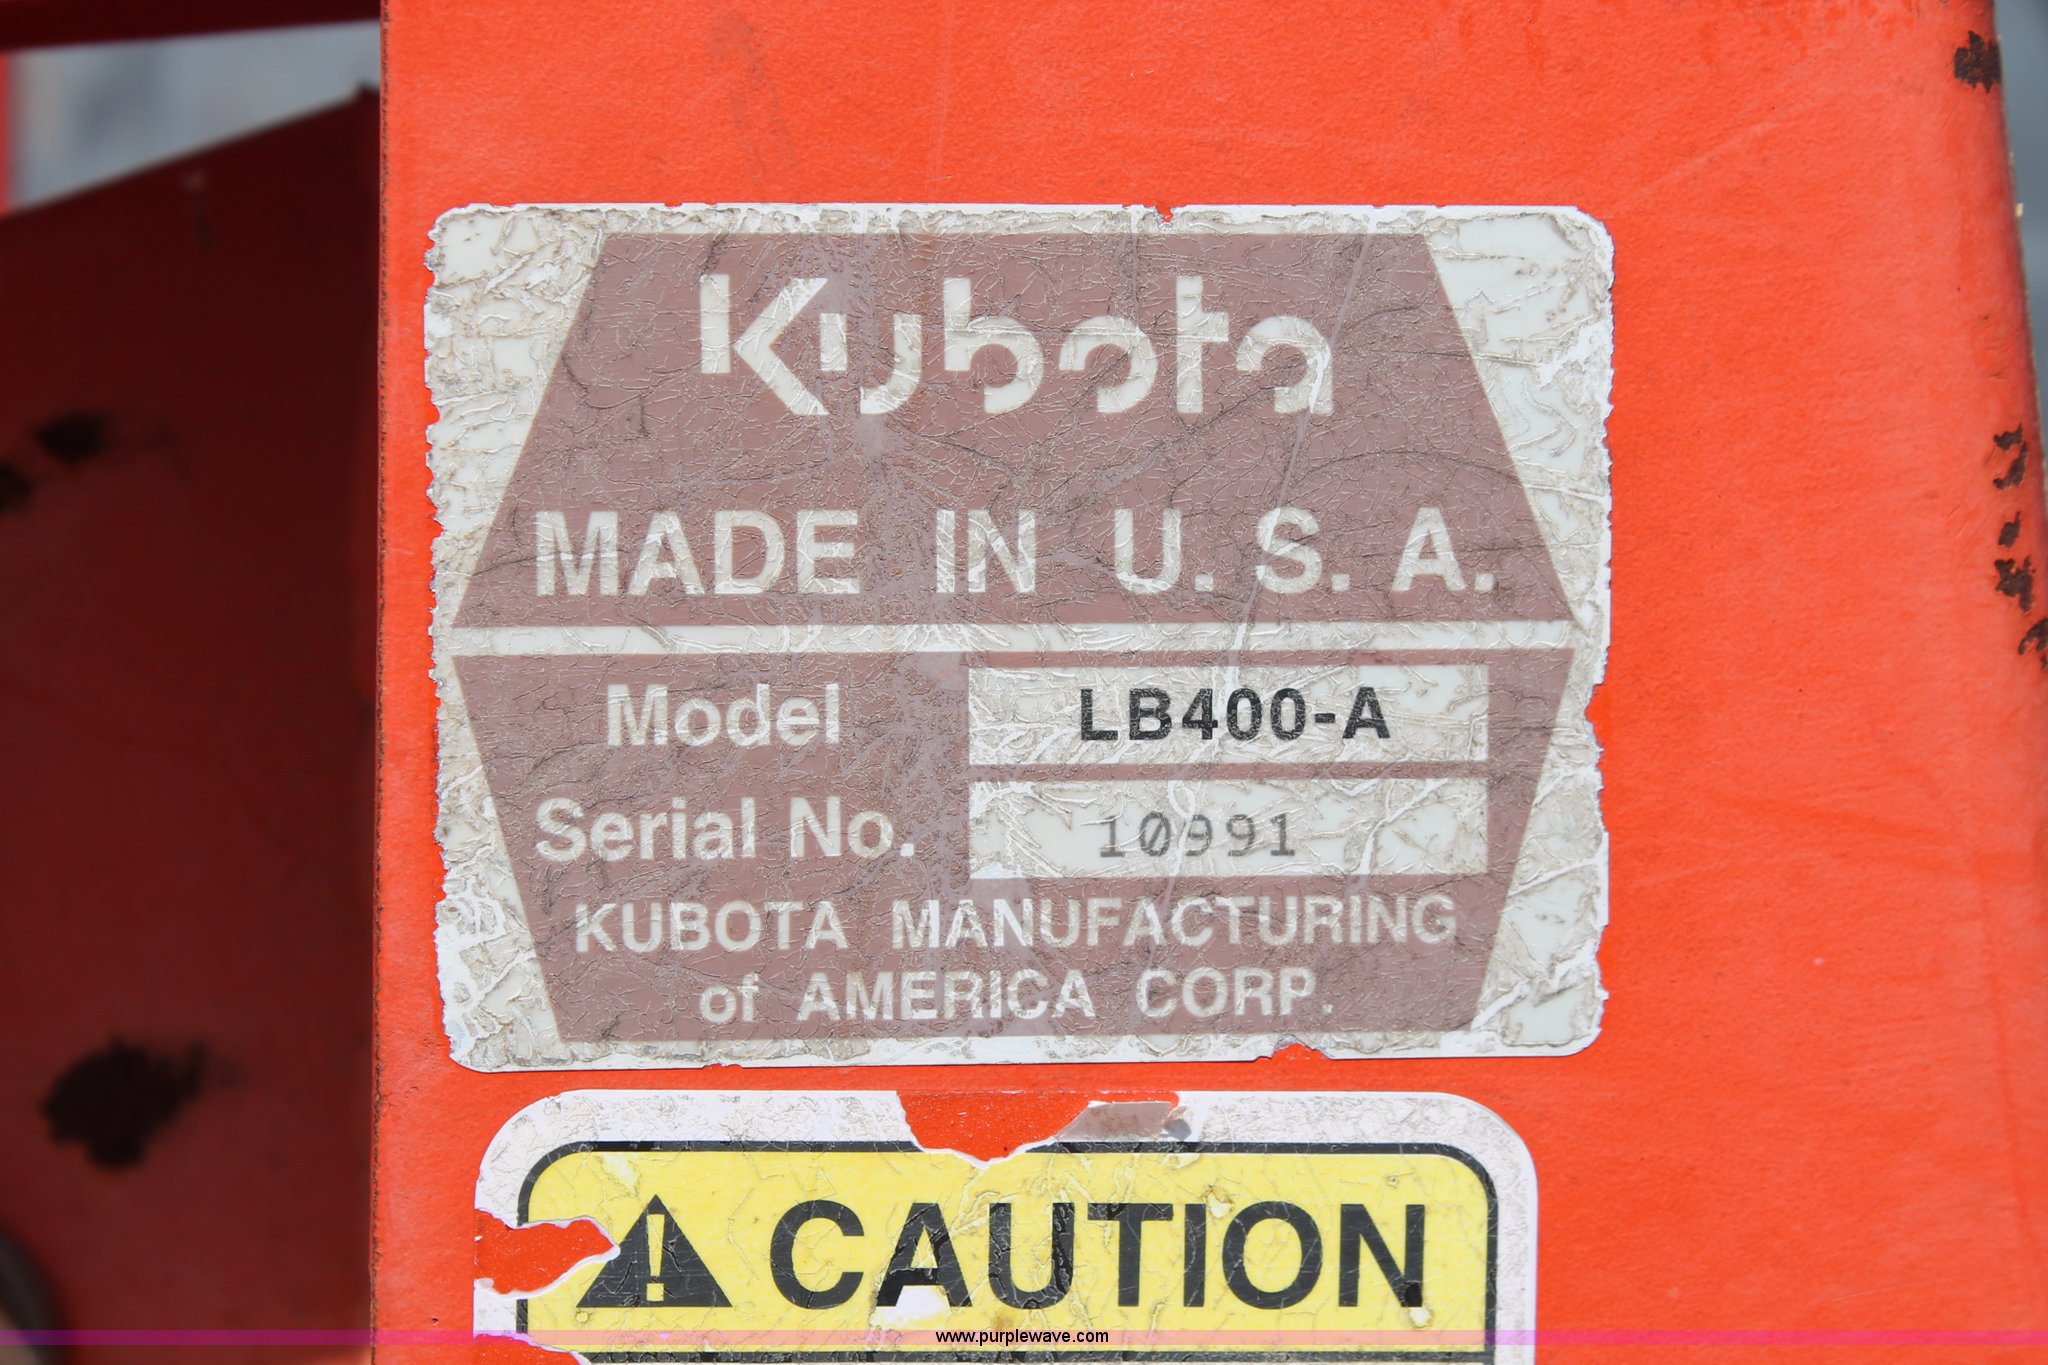 Kubota
MADE IN U.S.A.
Model LB400-A
Serial No. 10991
KUBOTA MANUFACTURING
of AMERICA CORP.
CAUTION
www.purplewave.com